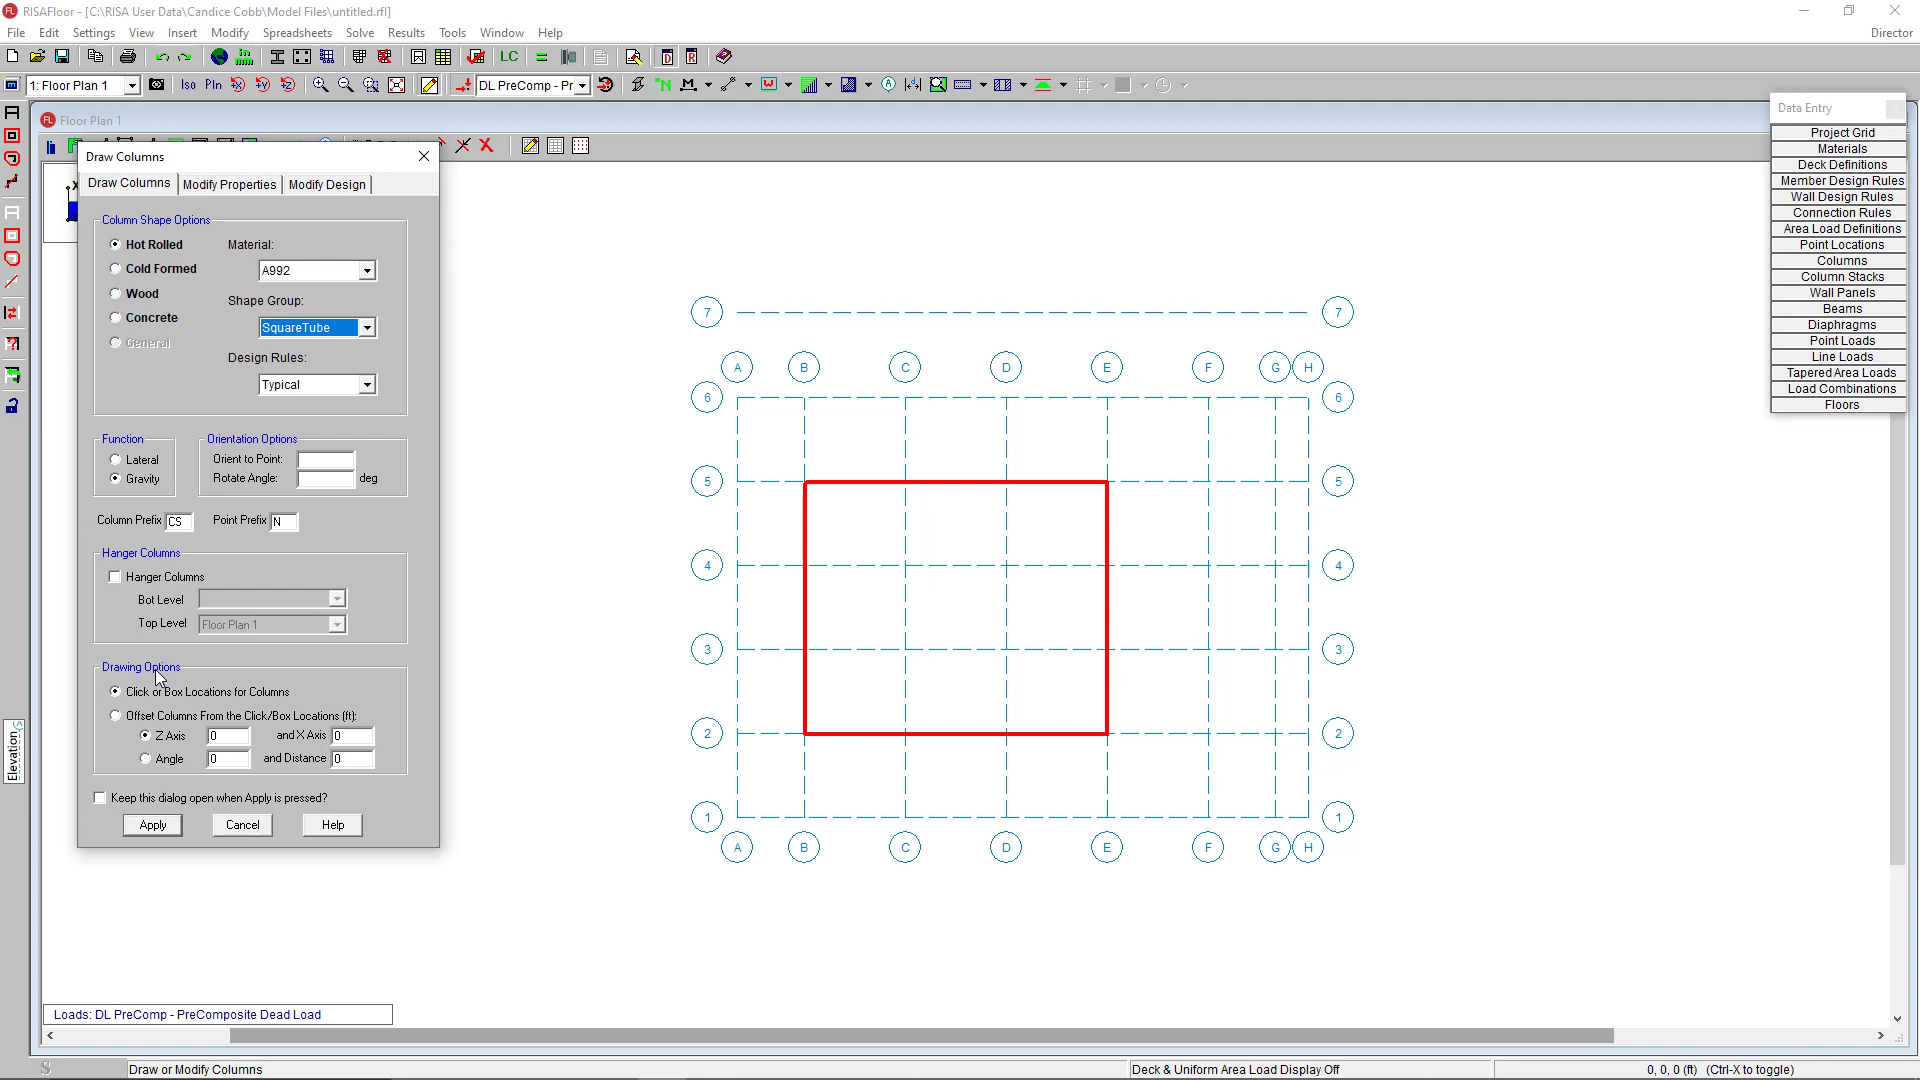 RISAFloor - [C:\RISA User Data\Candice Cobb\Model Files\untitled.rfl]
File Edit Settings View Insert Modify Spreadsheets Solve Results Tools Window Help
Director
LC
D R
1: Floor Plan 1
Iso Pln
DL PreComp - Pr
Floor Plan 1
Draw Columns
Draw Columns Modify Properties Modify Design
Column Shape Options
Hot Rolled Material:
A992
Cold Formed
Wood Shape Group:
Concrete SquareTube
General
Design Rules:
Typical
Function Orientation Options
Lateral Orient to Point:
Gravity Rotate Angle: deg
Column Prefix CS Point Prefix N
Hanger Columns
Hanger Columns
Bot Level
Top Level Floor Plan 1
Drawing Options
Click or Box Locations for Columns
Offset Columns From the Click/Box Locations (ft):
Z Axis 0 and X Axis 0
Angle 0 and Distance 0
Keep this dialog open when Apply is pressed?
Apply Cancel Help
Elevation
7 7
A B C D E F G H
6 6
5 5
4 4
3 3
2 2
1 1
A B C D E F G H
Data Entry
Project Grid
Materials
Deck Definitions
Member Design Rules
Wall Design Rules
Connection Rules
Area Load Definitions
Point Locations
Columns
Column Stacks
Wall Panels
Beams
Diaphragms
Point Loads
Line Loads
Tapered Area Loads
Load Combinations
Floors
Loads: DL PreComp - PreComposite Dead Load
S Draw or Modify Columns Deck & Uniform Area Load Display Off 0, 0, 0 (ft) (Ctrl-X to toggle)